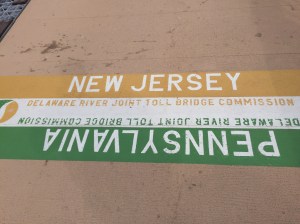 NEW JERSEY
DELAWARE RIVER JOINT TOLL BRIDGE COMMISSION
DELAWARE RIVER JOINT TOLL BRIDGE COMMISSION
PENNSYLVANIA